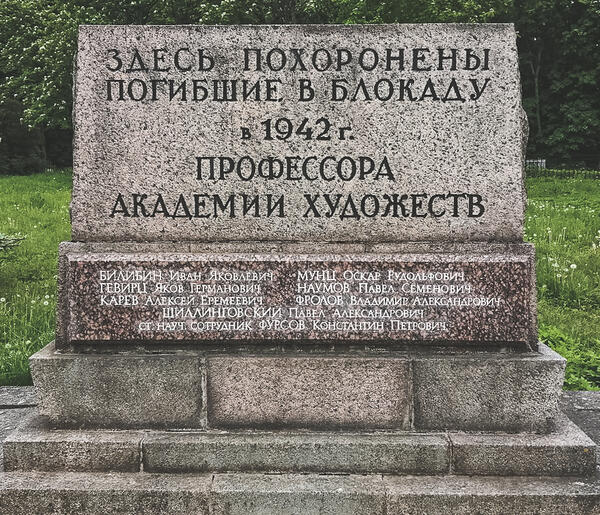 ЗДЕСЬ ПОХОРОНЕНЫ
ПОГИБШИЕ В БЛОКАДУ
в 1942 г.
ПРОФЕССОРА
АКАДЕМИИ ХУДОЖЕСТВ
БИЛИБИН Иван Яковлевич МУНЦ Оскар Рудольфович
ГЕВИРЦ Яков Германович НАУМОВ Павел Семенович
КАРЕВ Алексей Еремеевич ФРОЛОВ Владимир Александрович
ШИЛЛИНГОВСКИЙ Павел Александрович
ст. науч. сотрудник ФУРСОВ Константин Петрович.